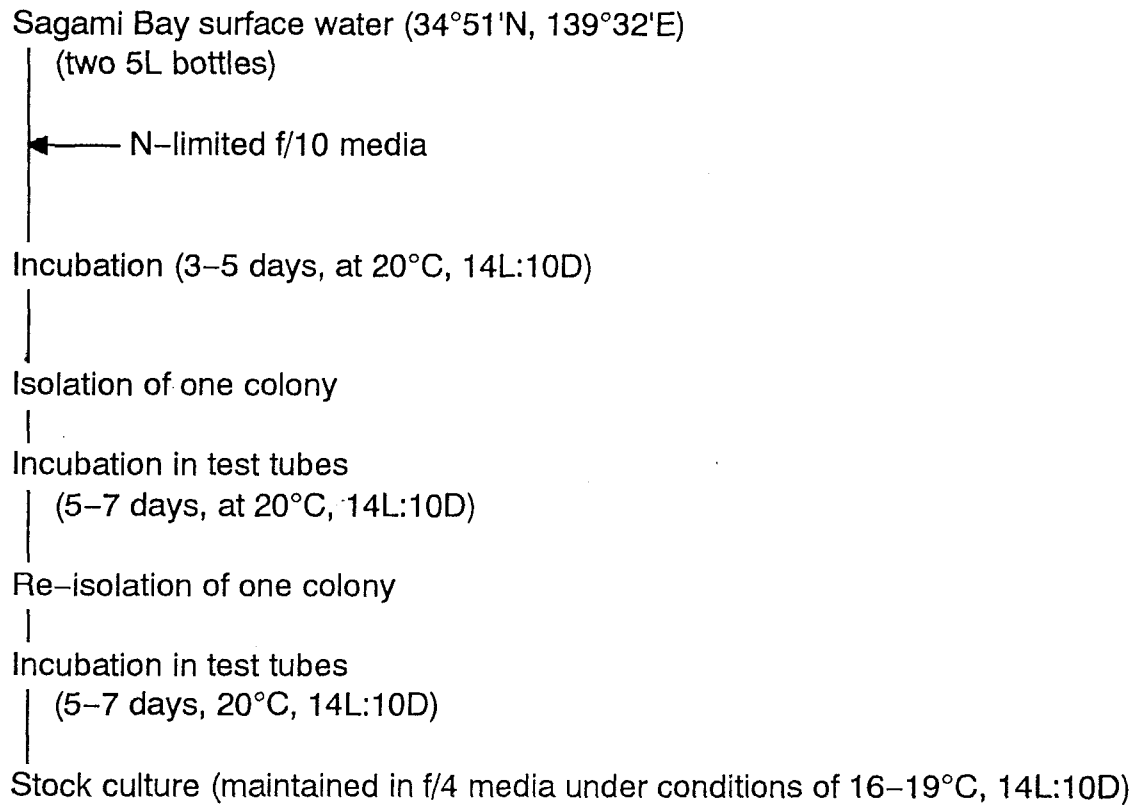 Sagami Bay surface water (34°51'N, 139°32'E)
(two 5L bottles)
N–limited f/10 media
Incubation (3–5 days, at 20°C, 14L:10D)
Isolation of one colony
Incubation in test tubes
(5–7 days, at 20°C, 14L:10D)
Re–isolation of one colony
Incubation in test tubes
(5–7 days, 20°C, 14L:10D)
Stock culture (maintained in f/4 media under conditions of 16–19°C, 14L:10D)